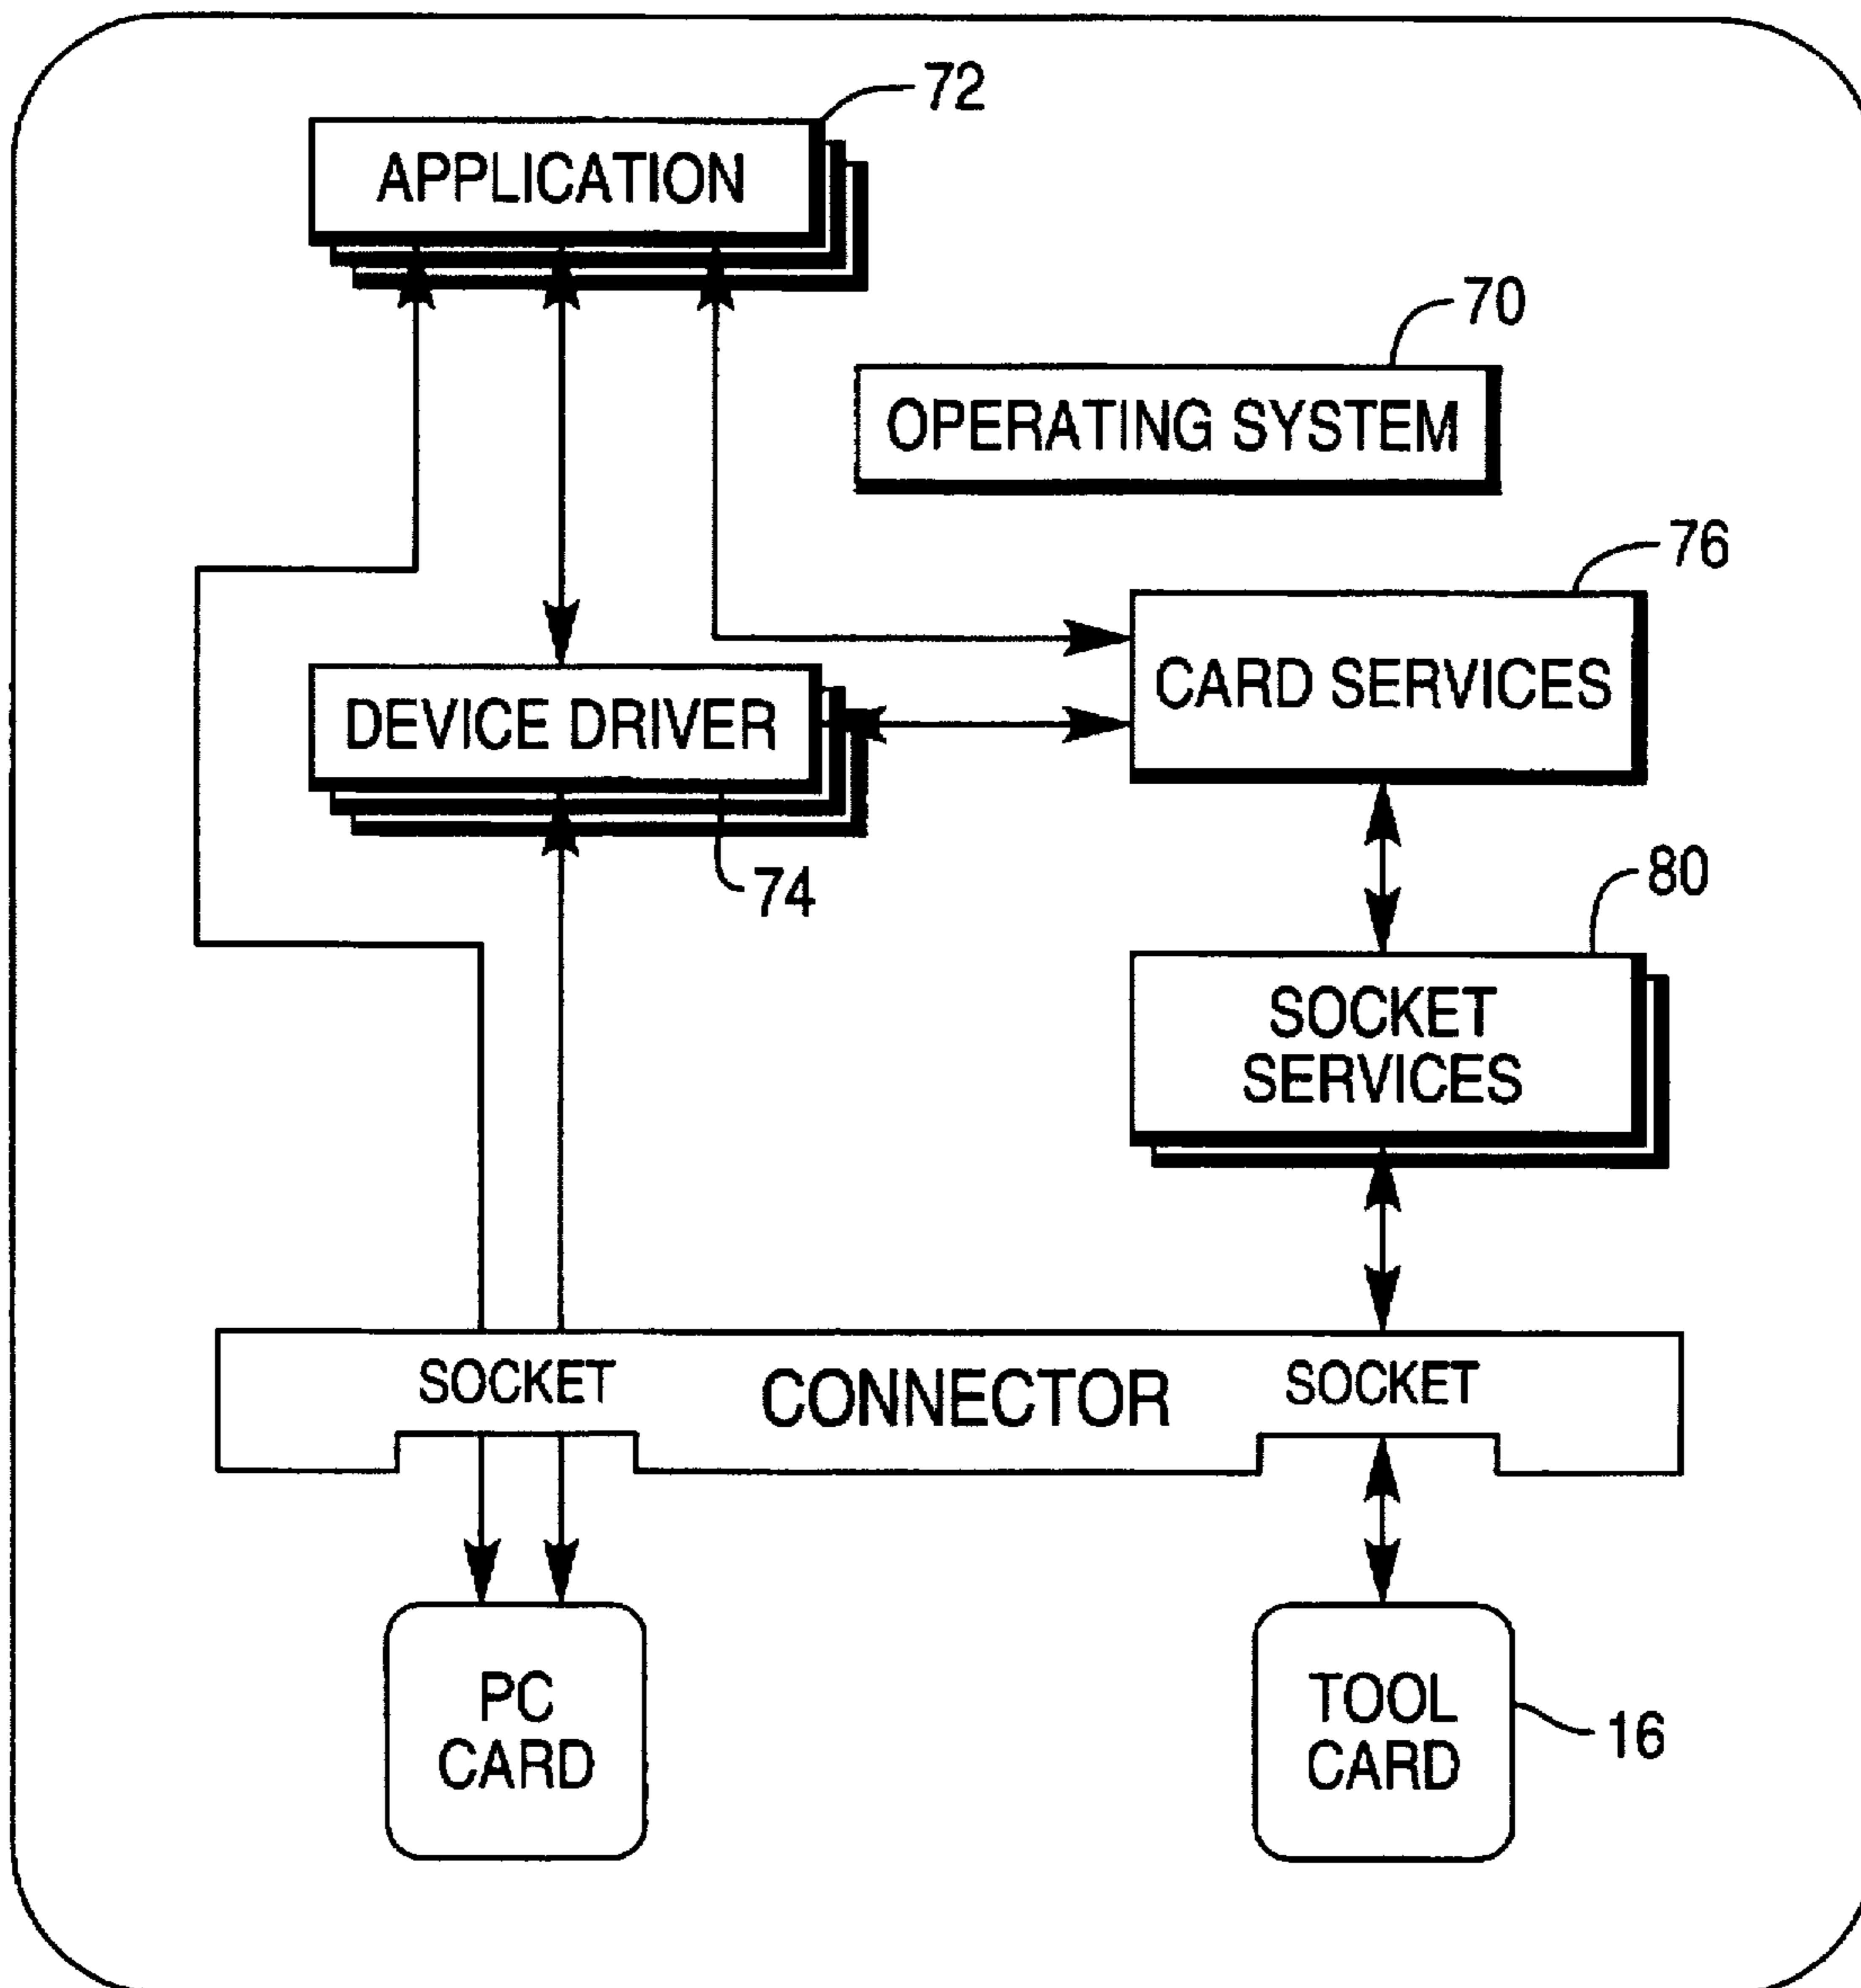 72
APPLICATION
70
OPERATING SYSTEM
76
CARD SERVICES
DEVICE DRIVER
74
80
SOCKET
SERVICES
SOCKET
CONNECTOR
SOCKET
PC
CARD
TOOL
CARD
16